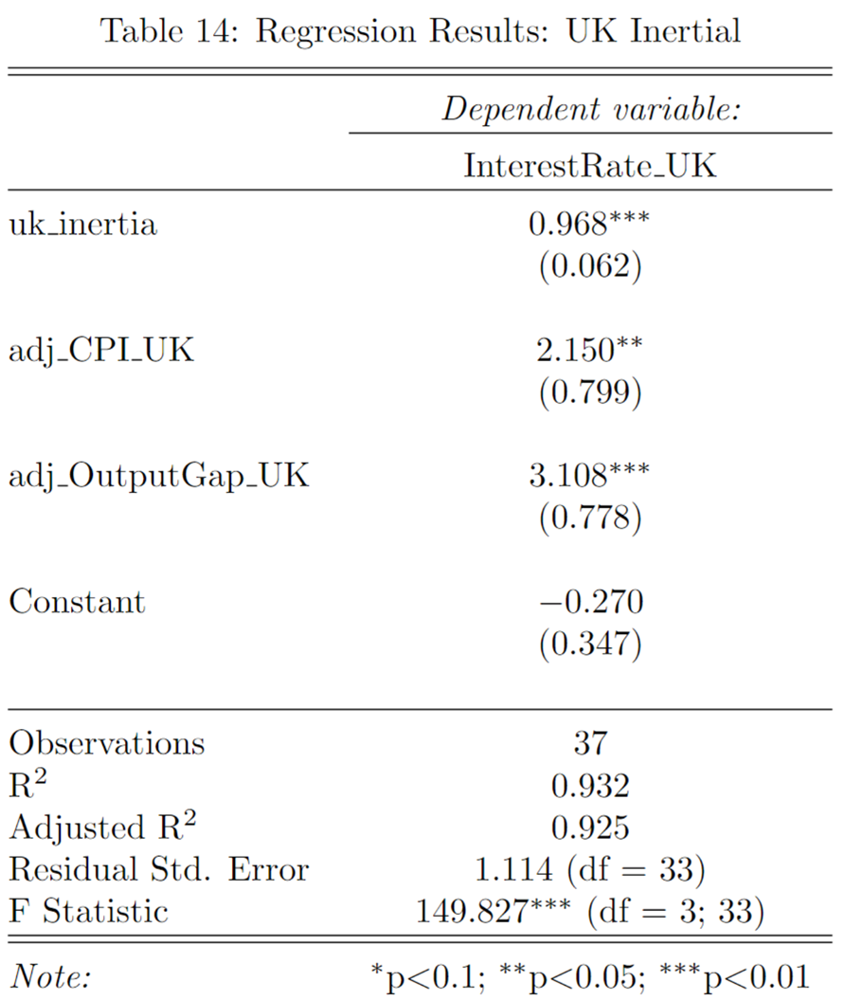 Table 14: Regression Results: UK Inertial
Dependent variable:
InterestRate_UK
uk_inertia 0.968***
(0.062)
adj_CPI_UK 2.150**
(0.799)
adj_OutputGap_UK 3.108***
(0.778)
Constant −0.270
(0.347)
Observations 37
R² 0.932
Adjusted R² 0.925
Residual Std. Error 1.114 (df = 33)
F Statistic 149.827*** (df = 3; 33)
Note: *p<0.1; **p<0.05; ***p<0.01